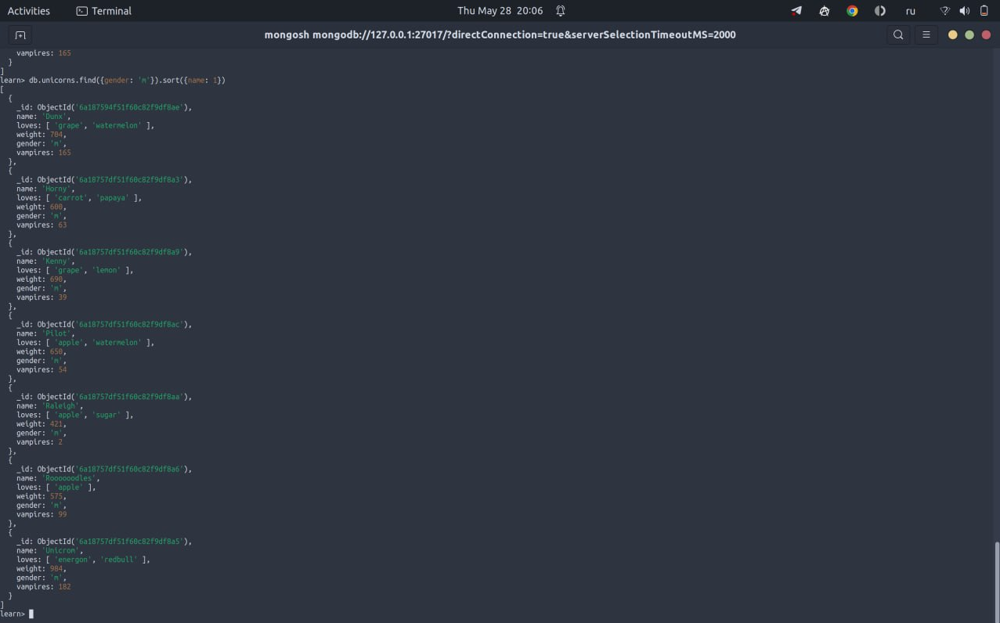 Activities
Terminal
Thu May 28 20:06
ru
mongosh mongodb://127.0.0.1:27017/?directConnection=true&serverSelectionTimeoutMS=2000
    vampires: 165
  }
]
learn> db.unicorns.find({gender: 'm'}).sort({name: 1})
[
  {
    _id: ObjectId('6a187594f51f60c82f9df8ae'),
    name: 'Dunx',
    loves: [ 'grape', 'watermelon' ],
    weight: 704,
    gender: 'm',
    vampires: 165
  },
  {
    _id: ObjectId('6a18757df51f60c82f9df8a3'),
    name: 'Horny',
    loves: [ 'carrot', 'papaya' ],
    weight: 600,
    gender: 'm',
    vampires: 63
  },
  {
    _id: ObjectId('6a18757df51f60c82f9df8a9'),
    name: 'Kenny',
    loves: [ 'grape', 'lemon' ],
    weight: 690,
    gender: 'm',
    vampires: 39
  },
  {
    _id: ObjectId('6a18757df51f60c82f9df8ac'),
    name: 'Pilot',
    loves: [ 'apple', 'watermelon' ],
    weight: 650,
    gender: 'm',
    vampires: 54
  },
  {
    _id: ObjectId('6a18757df51f60c82f9df8aa'),
    name: 'Raleigh',
    loves: [ 'apple', 'sugar' ],
    weight: 421,
    gender: 'm',
    vampires: 2
  },
  {
    _id: ObjectId('6a18757df51f60c82f9df8a6'),
    name: 'Roooooodles',
    loves: [ 'apple' ],
    weight: 575,
    gender: 'm',
    vampires: 99
  },
  {
    _id: ObjectId('6a18757df51f60c82f9df8a5'),
    name: 'Unicrom',
    loves: [ 'energon', 'redbull' ],
    weight: 984,
    gender: 'm',
    vampires: 182
  }
]
learn>